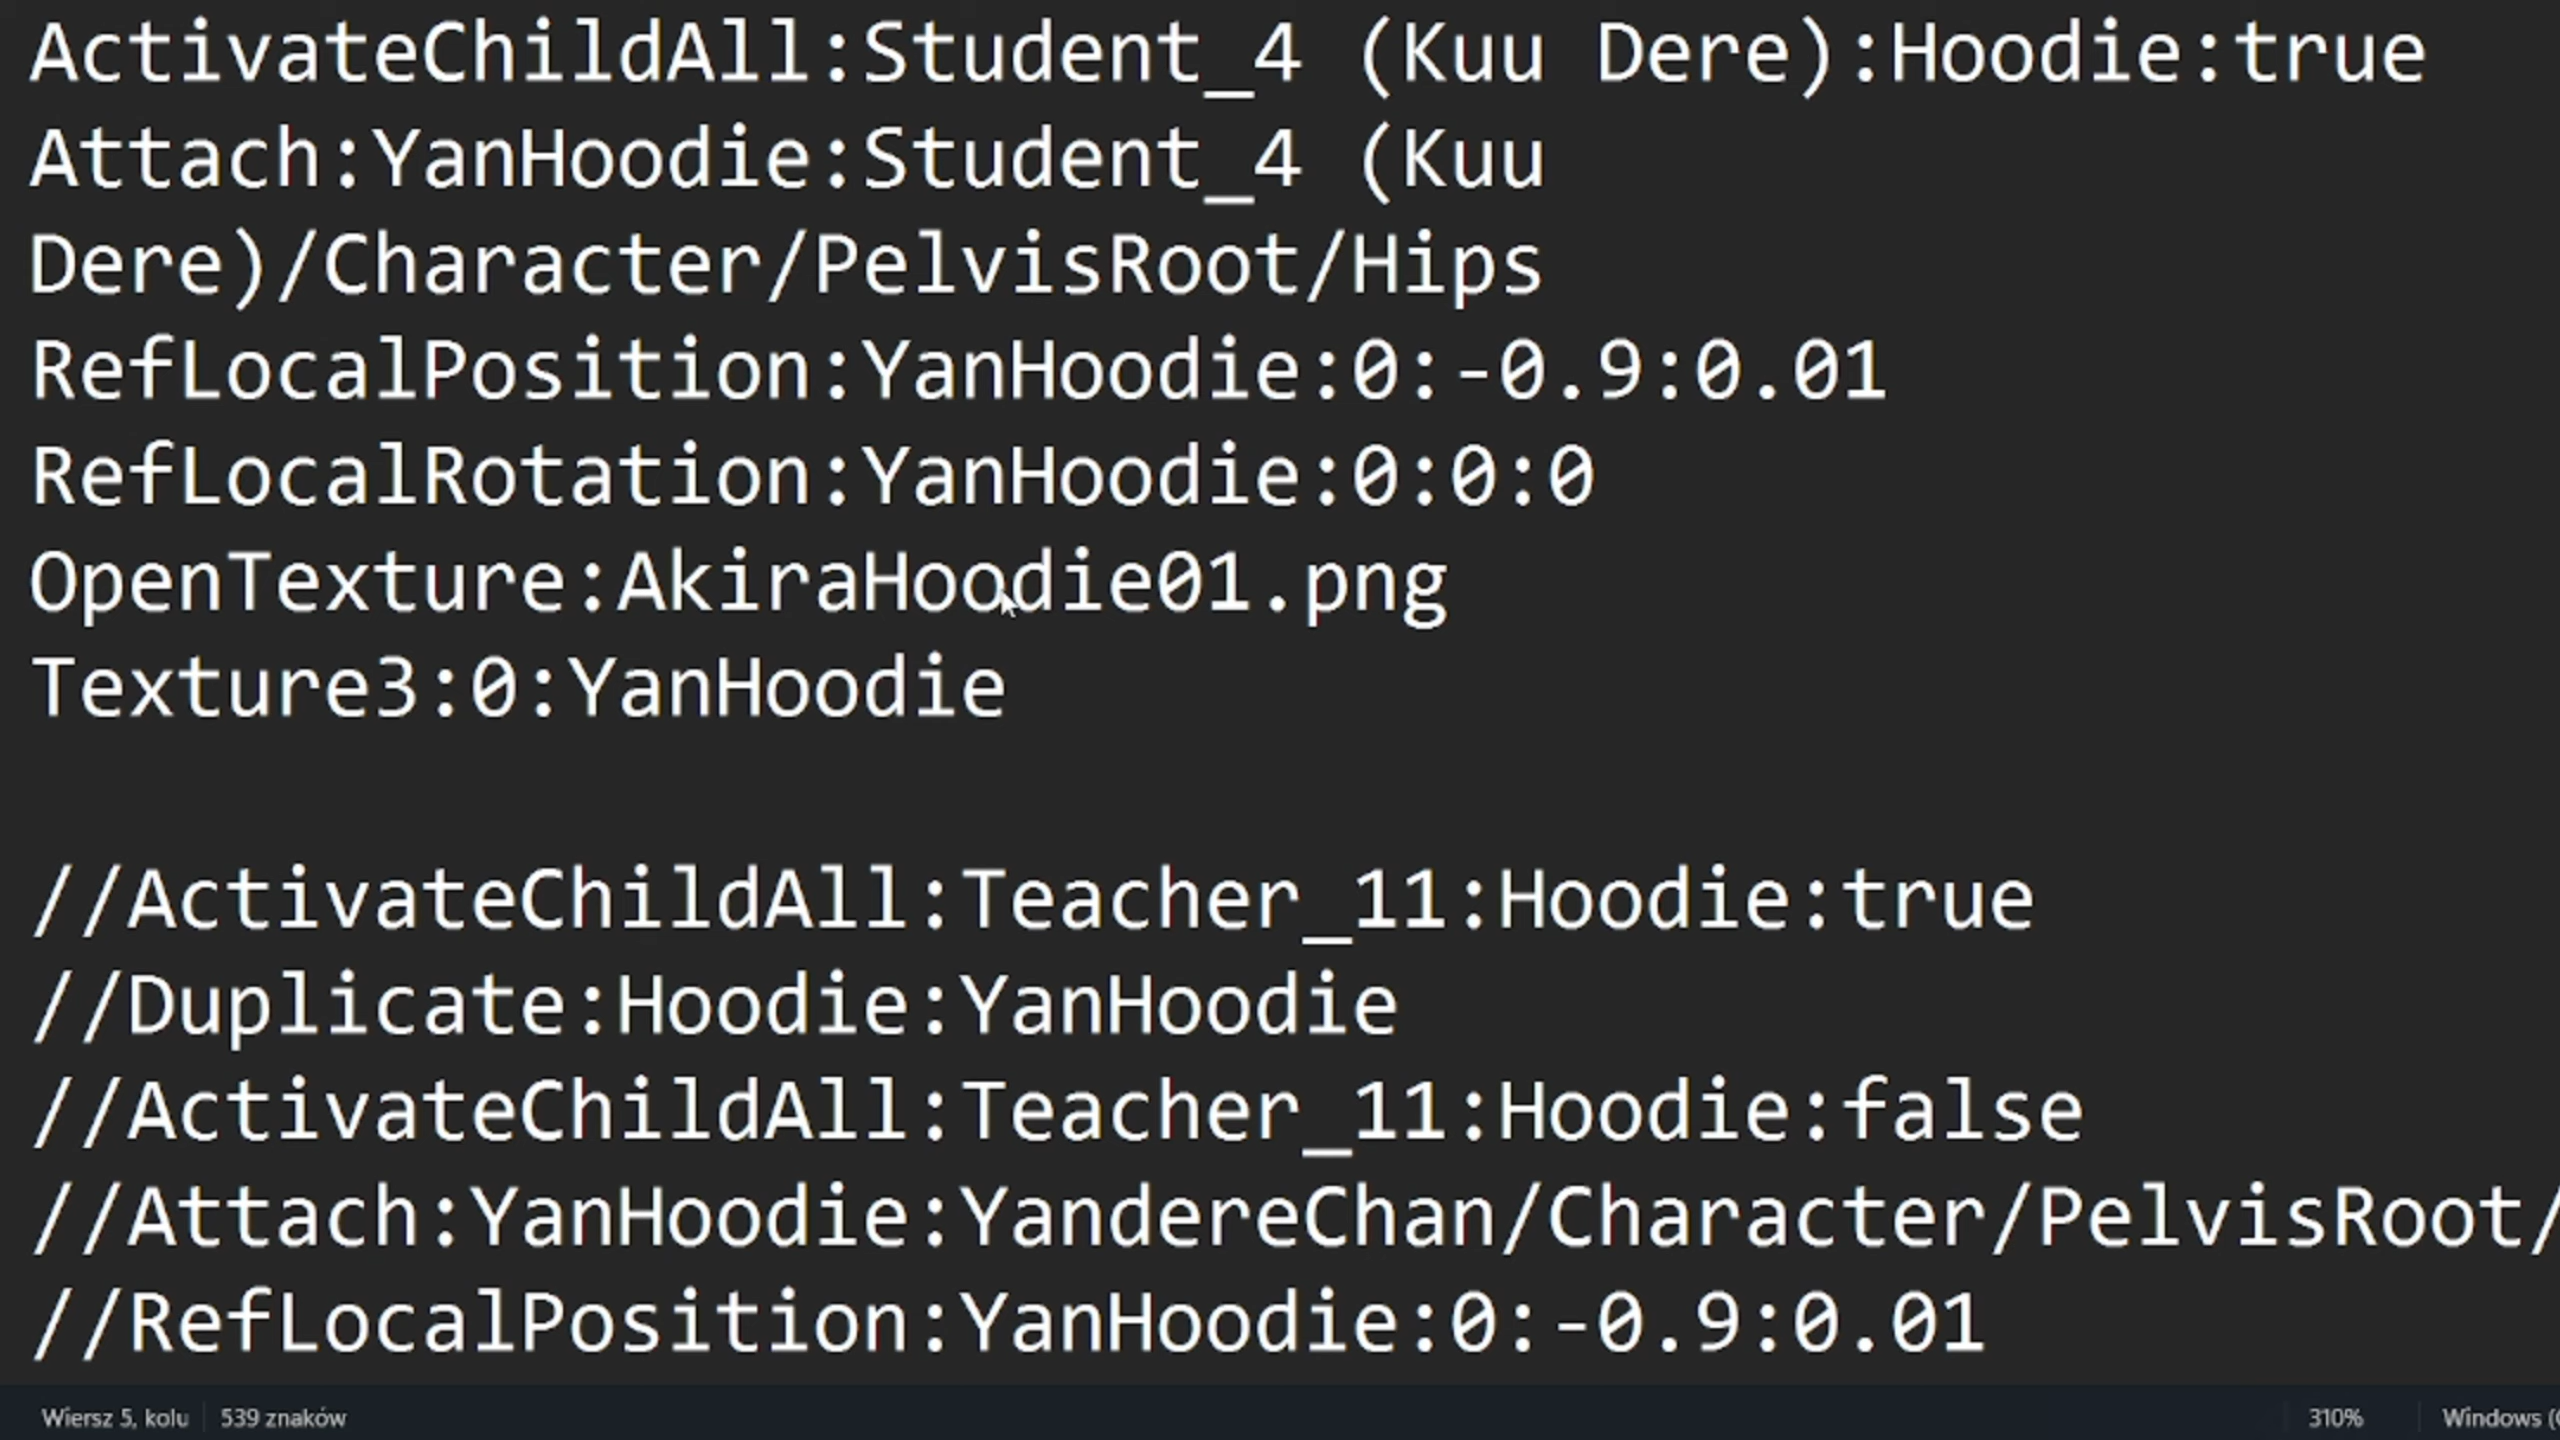 ActivateChildAll:Student_4 (Kuu Dere):Hoodie:true
Attach:YanHoodie:Student_4 (Kuu
Dere)/Character/PelvisRoot/Hips
RefLocalPosition:YanHoodie:0:-0.9:0.01
RefLocalRotation:YanHoodie:0:0:0
OpenTexture:AkiraHoodie01.png
Texture3:0:YanHoodie
//ActivateChildAll:Teacher_11:Hoodie:true
//Duplicate:Hoodie:YanHoodie
//ActivateChildAll:Teacher_11:Hoodie:false
//Attach:YanHoodie:YandereChan/Character/PelvisRoot/
//RefLocalPosition:YanHoodie:0:-0.9:0.01
Wiersz 5, kolu 539 znaków 310% Windows (